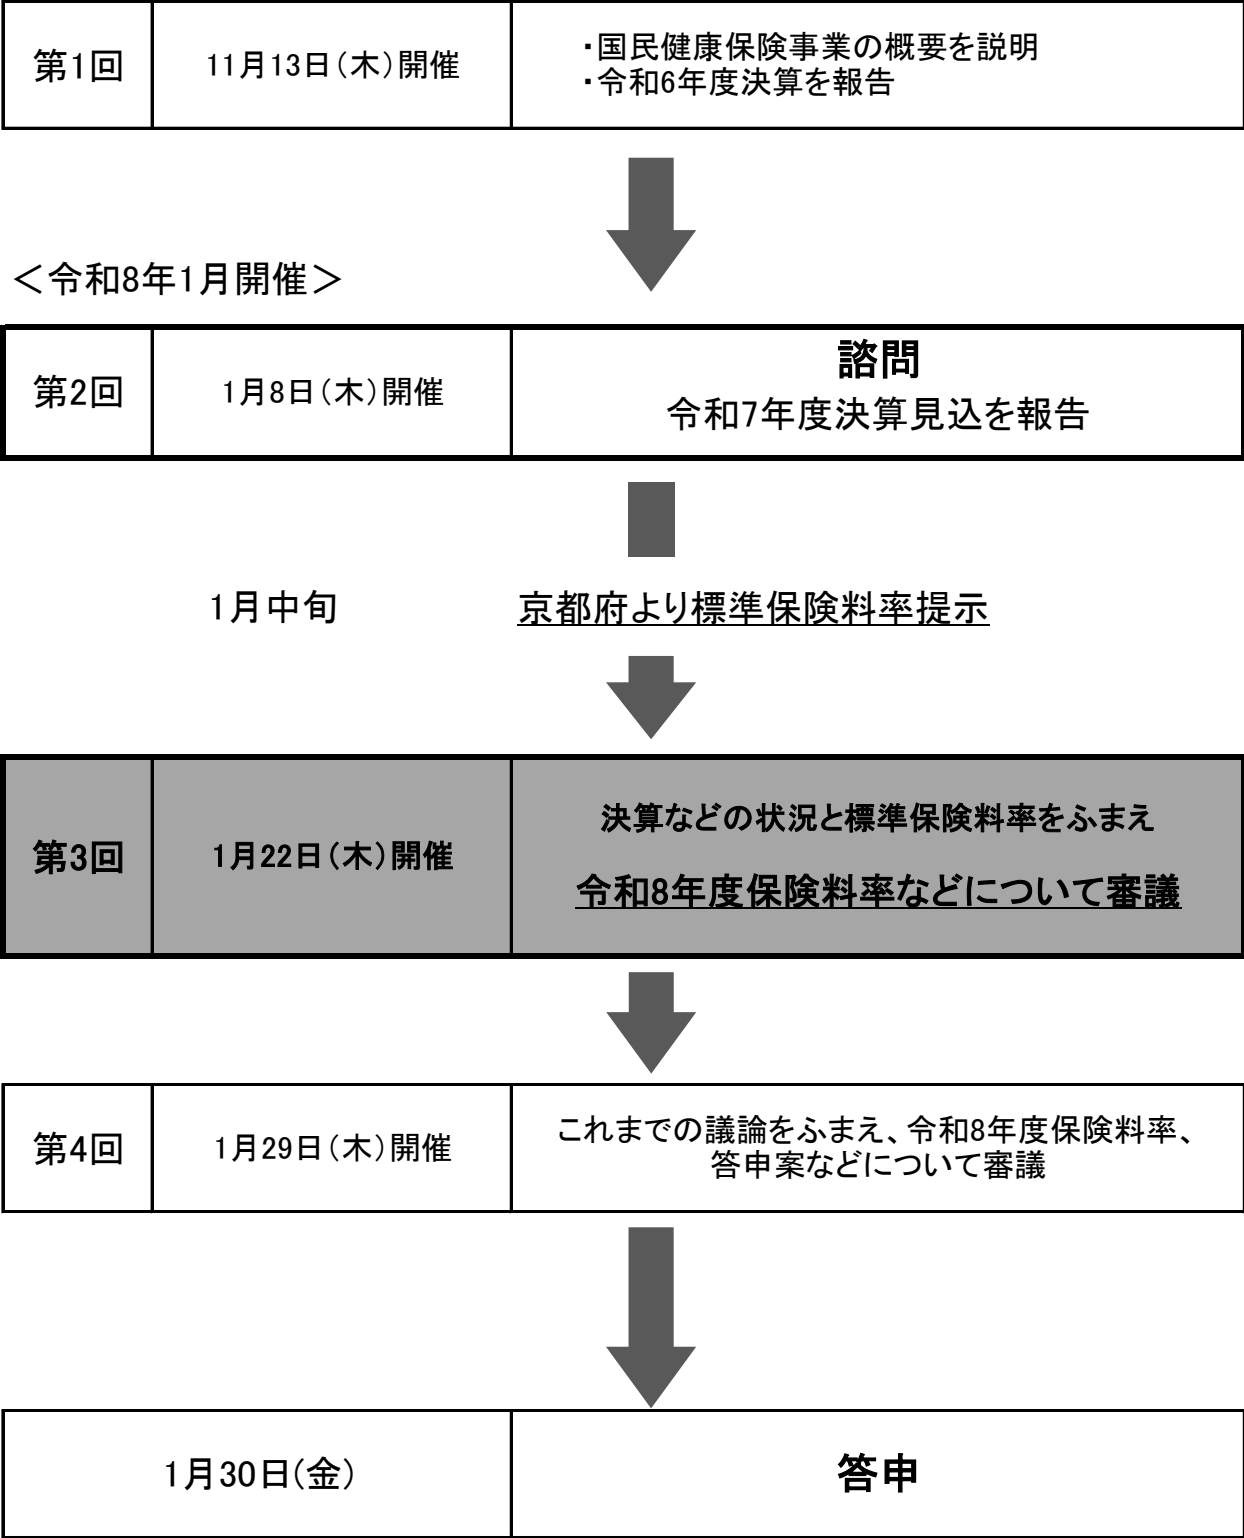 第1回
11月13日（木）開催
・国民健康保険事業の概要を説明
・令和6年度決算を報告
＜令和8年1月開催＞
第2回
1月8日（木）開催
諮問
令和7年度決算見込を報告
1月中旬
京都府より標準保険料率提示
第3回
1月22日（木）開催
決算などの状況と標準保険料率をふまえ
令和8年度保険料率などについて審議
第4回
1月29日（木）開催
これまでの議論をふまえ、令和8年度保険料率、
答申案などについて審議
1月30日(金)
答申